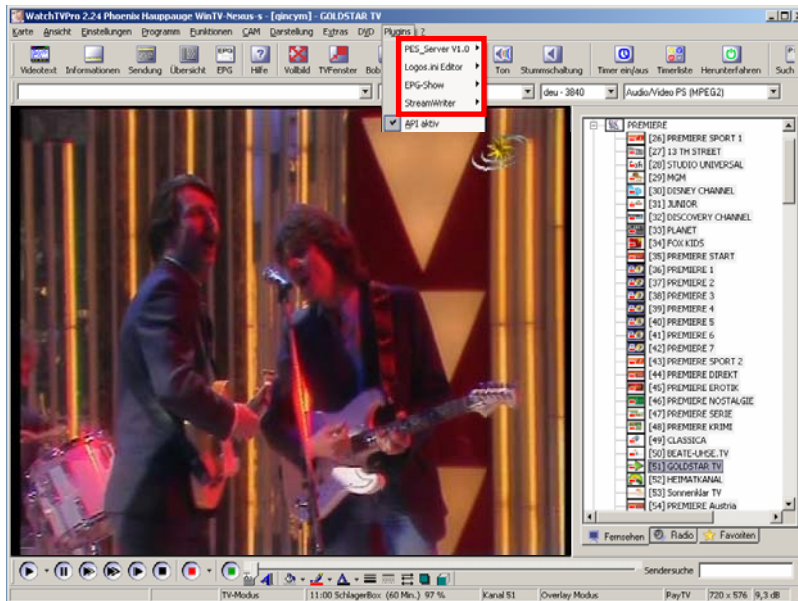 WatchTVPro 2.24 Phoenix Hauppauge WinTV-Nexus-s - [qincym] - GOLDSTAR TV
Karte Ansicht Einstellungen Programm Funktionen CAM Darstellung Extras DVD Plugins ?
PES_Server V1.0
Logos.ini Editor
EPG-Show
StreamWriter
API aktiv
Videotext Informationen Sendung Übersicht EPG Hilfe Vollbild TVFenster Bob Ton Stummschaltung Timer ein/aus Timerliste Herunterfahren Such
deu - 3840 Audio/Video PS (MPEG2)
PREMIERE
[26] PREMIERE SPORT 1
[27] 13 TH STREET
[28] STUDIO UNIVERSAL
[29] MGM
[30] DISNEY CHANNEL
[31] JUNIOR
[32] DISCOVERY CHANNEL
[33] PLANET
[34] FOX KIDS
[35] PREMIERE START
[36] PREMIERE 1
[37] PREMIERE 2
[38] PREMIERE 3
[39] PREMIERE 4
[40] PREMIERE 5
[41] PREMIERE 6
[42] PREMIERE 7
[43] PREMIERE SPORT 2
[44] PREMIERE DIREKT
[45] PREMIERE EROTIK
[46] PREMIERE NOSTALGIE
[47] PREMIERE SERIE
[48] PREMIERE KRIMI
[49] CLASSICA
[50] BEATE-UHSE.TV
[51] GOLDSTAR TV
[52] HEIMATKANAL
[53] Sonnenklar TV
[54] PREMIERE Austria
Fernsehen Radio Favoriten
Sendersuche
TV-Modus 11:00 SchlagerBox (60 Min.) 97 % Kanal 51 Overlay Modus PayTV 720 x 576 9,3 dB